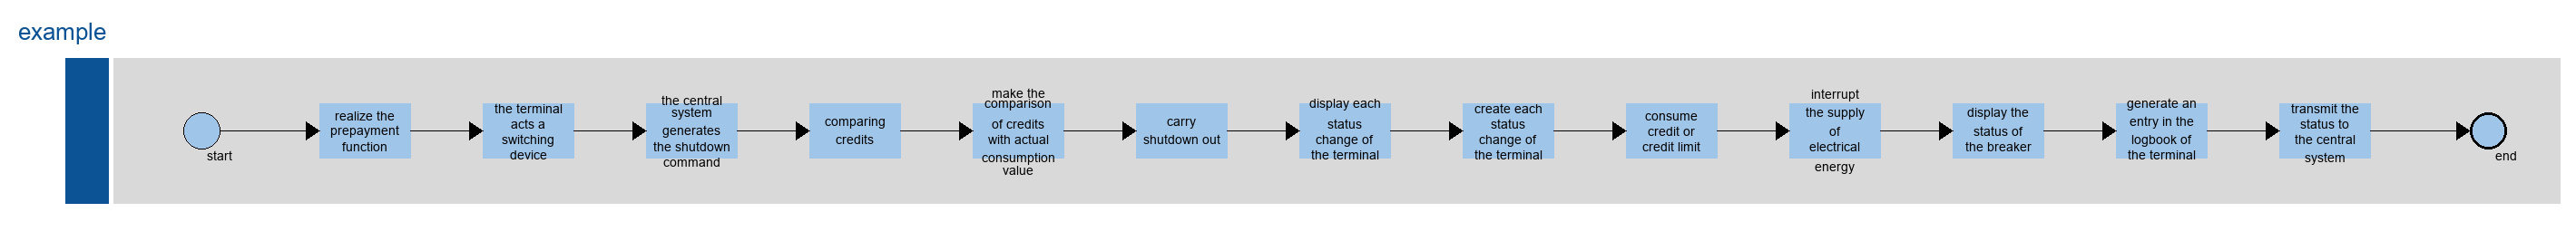 example
start
realize the
prepayment
function
the terminal
acts a
switching
device
the central
system
generates
the shutdown
command
comparing
credits
make the
comparison
of credits
with actual
consumption
value
carry
shutdown out
display each
status
change of
the terminal
create each
status
change of
the terminal
consume
credit or
credit limit
interrupt
the supply
of
electrical
energy
display the
status of
the breaker
generate an
entry in the
logbook of
the terminal
transmit the
status to
the central
system
end